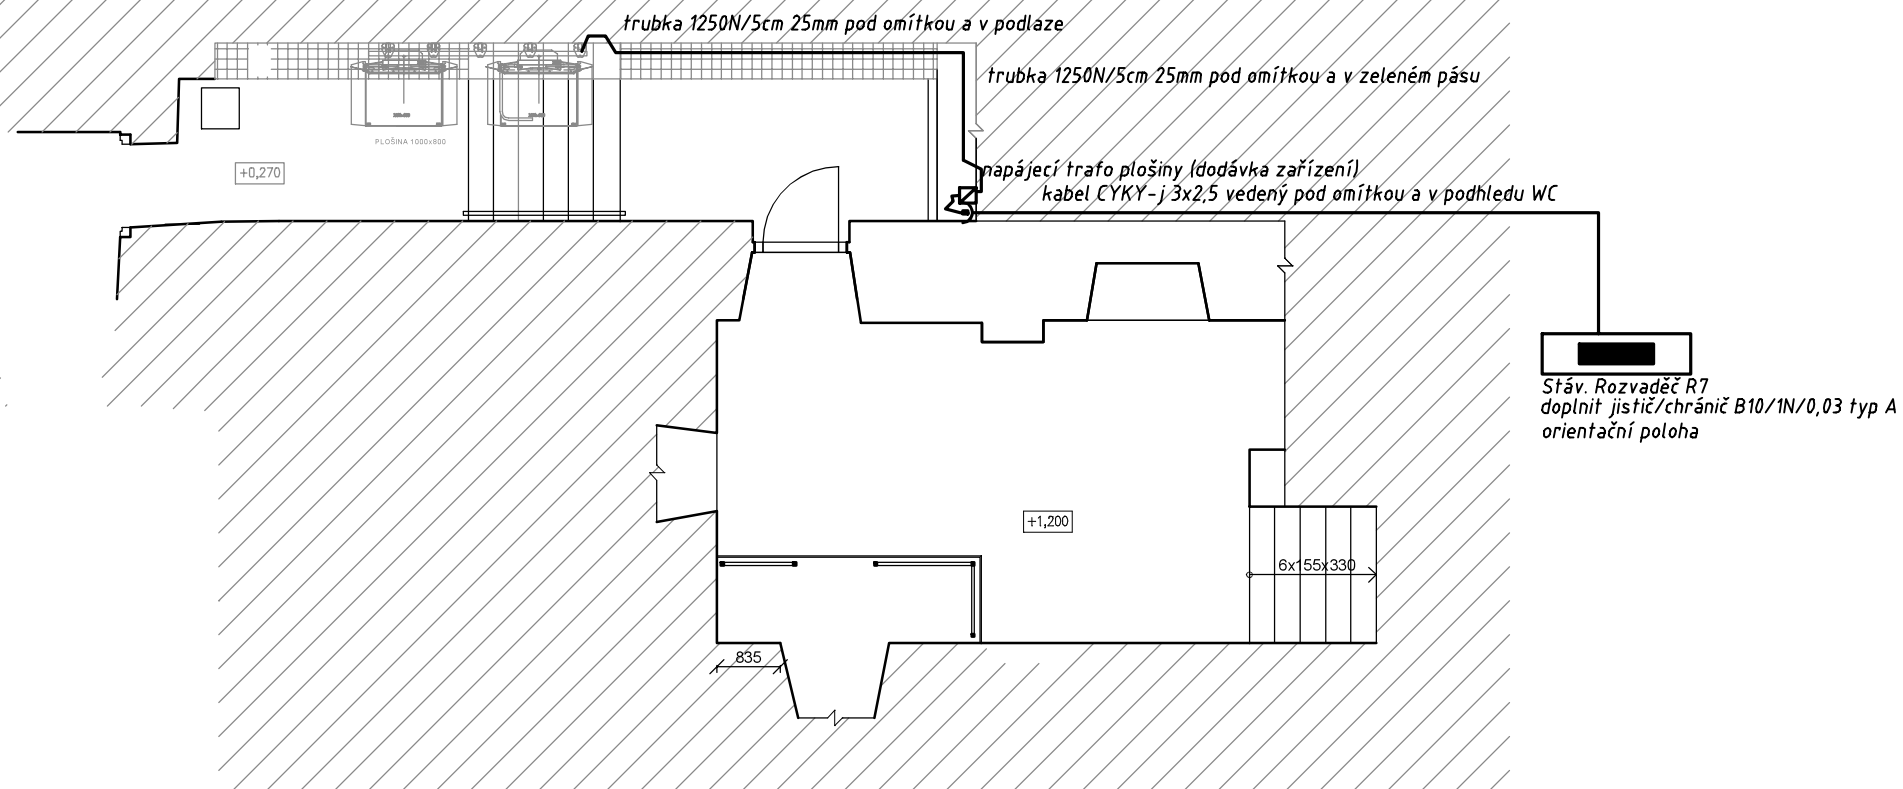 trubka 1250N/5cm 25mm pod omítkou a v podlaze
trubka 1250N/5cm 25mm pod omítkou a v zeleném pásu
PLOŠINA 1000x800
+0,270
napájecí trafo plošiny (dodávka zařízení)
kabel CYKY-j 3x2,5 vedený pod omítkou a v podhledu WC
Stáv. Rozvaděč R7
doplnit jistič/chránič B10/1N/0,03 typ A
orientační poloha
+1,200
6x155x330
835